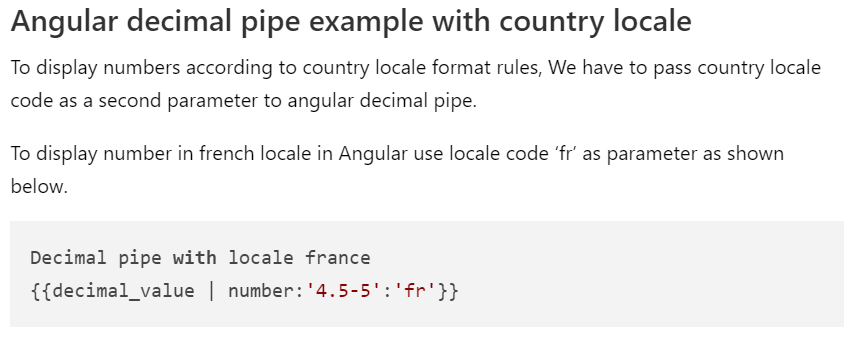 Angular decimal pipe example with country locale
To display numbers according to country locale format rules, We have to pass country locale
code as a second parameter to angular decimal pipe.
To display number in french locale in Angular use locale code ‘fr’ as parameter as shown
below.
Decimal pipe with locale france
{{decimal_value | number:'4.5-5':'fr'}}